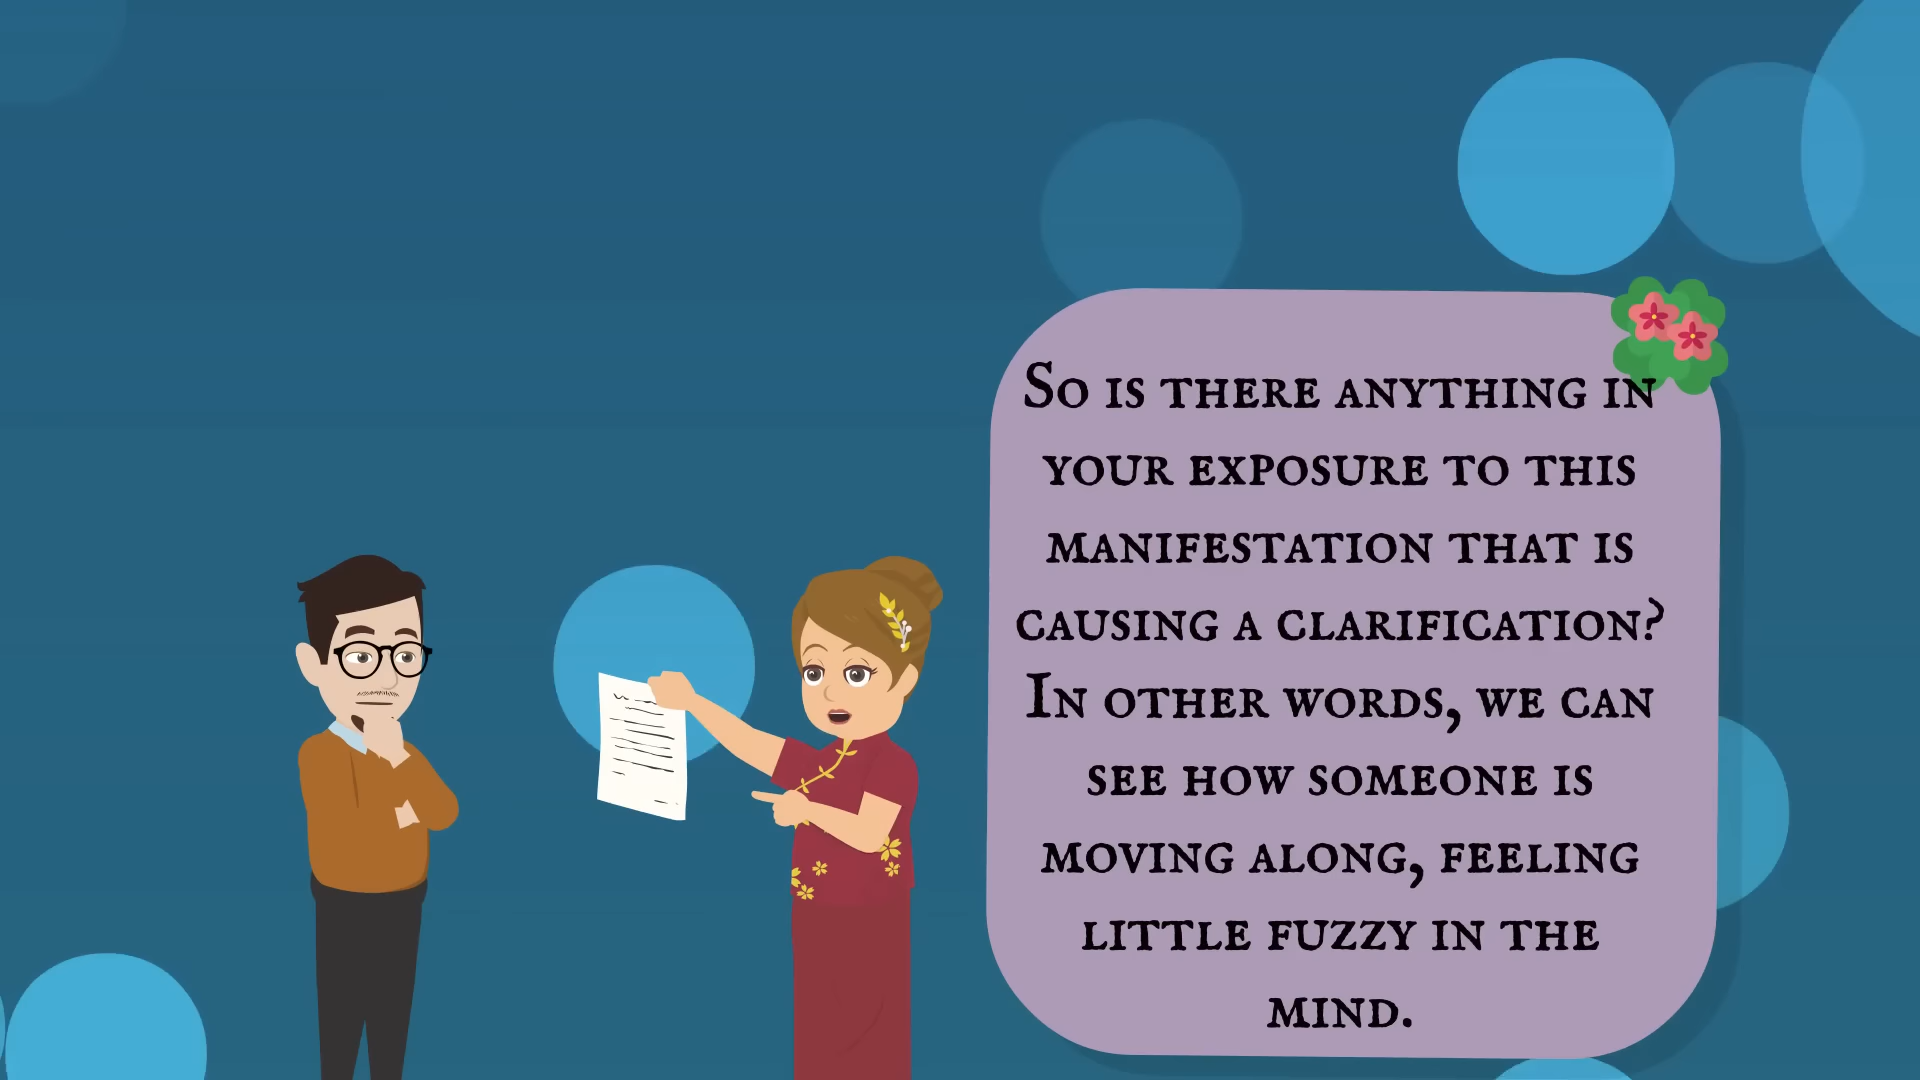 So is there anything in
your exposure to this
manifestation that is
causing a clarification?
In other words, we can
see how someone is
moving along, feeling
little fuzzy in the
mind.